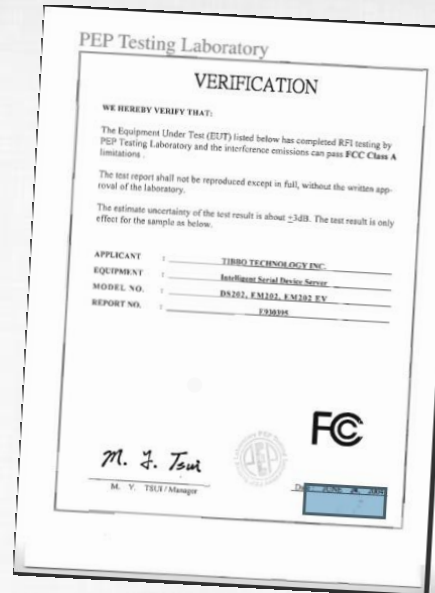 PEP Testing Laboratory
VERIFICATION
WE HEREBY VERIFY THAT:
The Equipment Under Test (EUT) listed below has completed RFI testing by
PEP Testing Laboratory and the interference emissions can pass FCC Class A
limitations .
The test report shall not be reproduced except in full, without the written app-
roval of the laboratory.
The estimate uncertainty of the test result is about ±3dB. The test result is only
effect for the sample as below.
APPLICANT : TIBBO TECHNOLOGY INC.
EQUIPMENT : Intelligent Serial Device Server
MODEL NO. : DS202, EM202, EM202 EV
REPORT NO. : E930395
FC
M. Y. Tsui
M. Y. TSUI / Manager